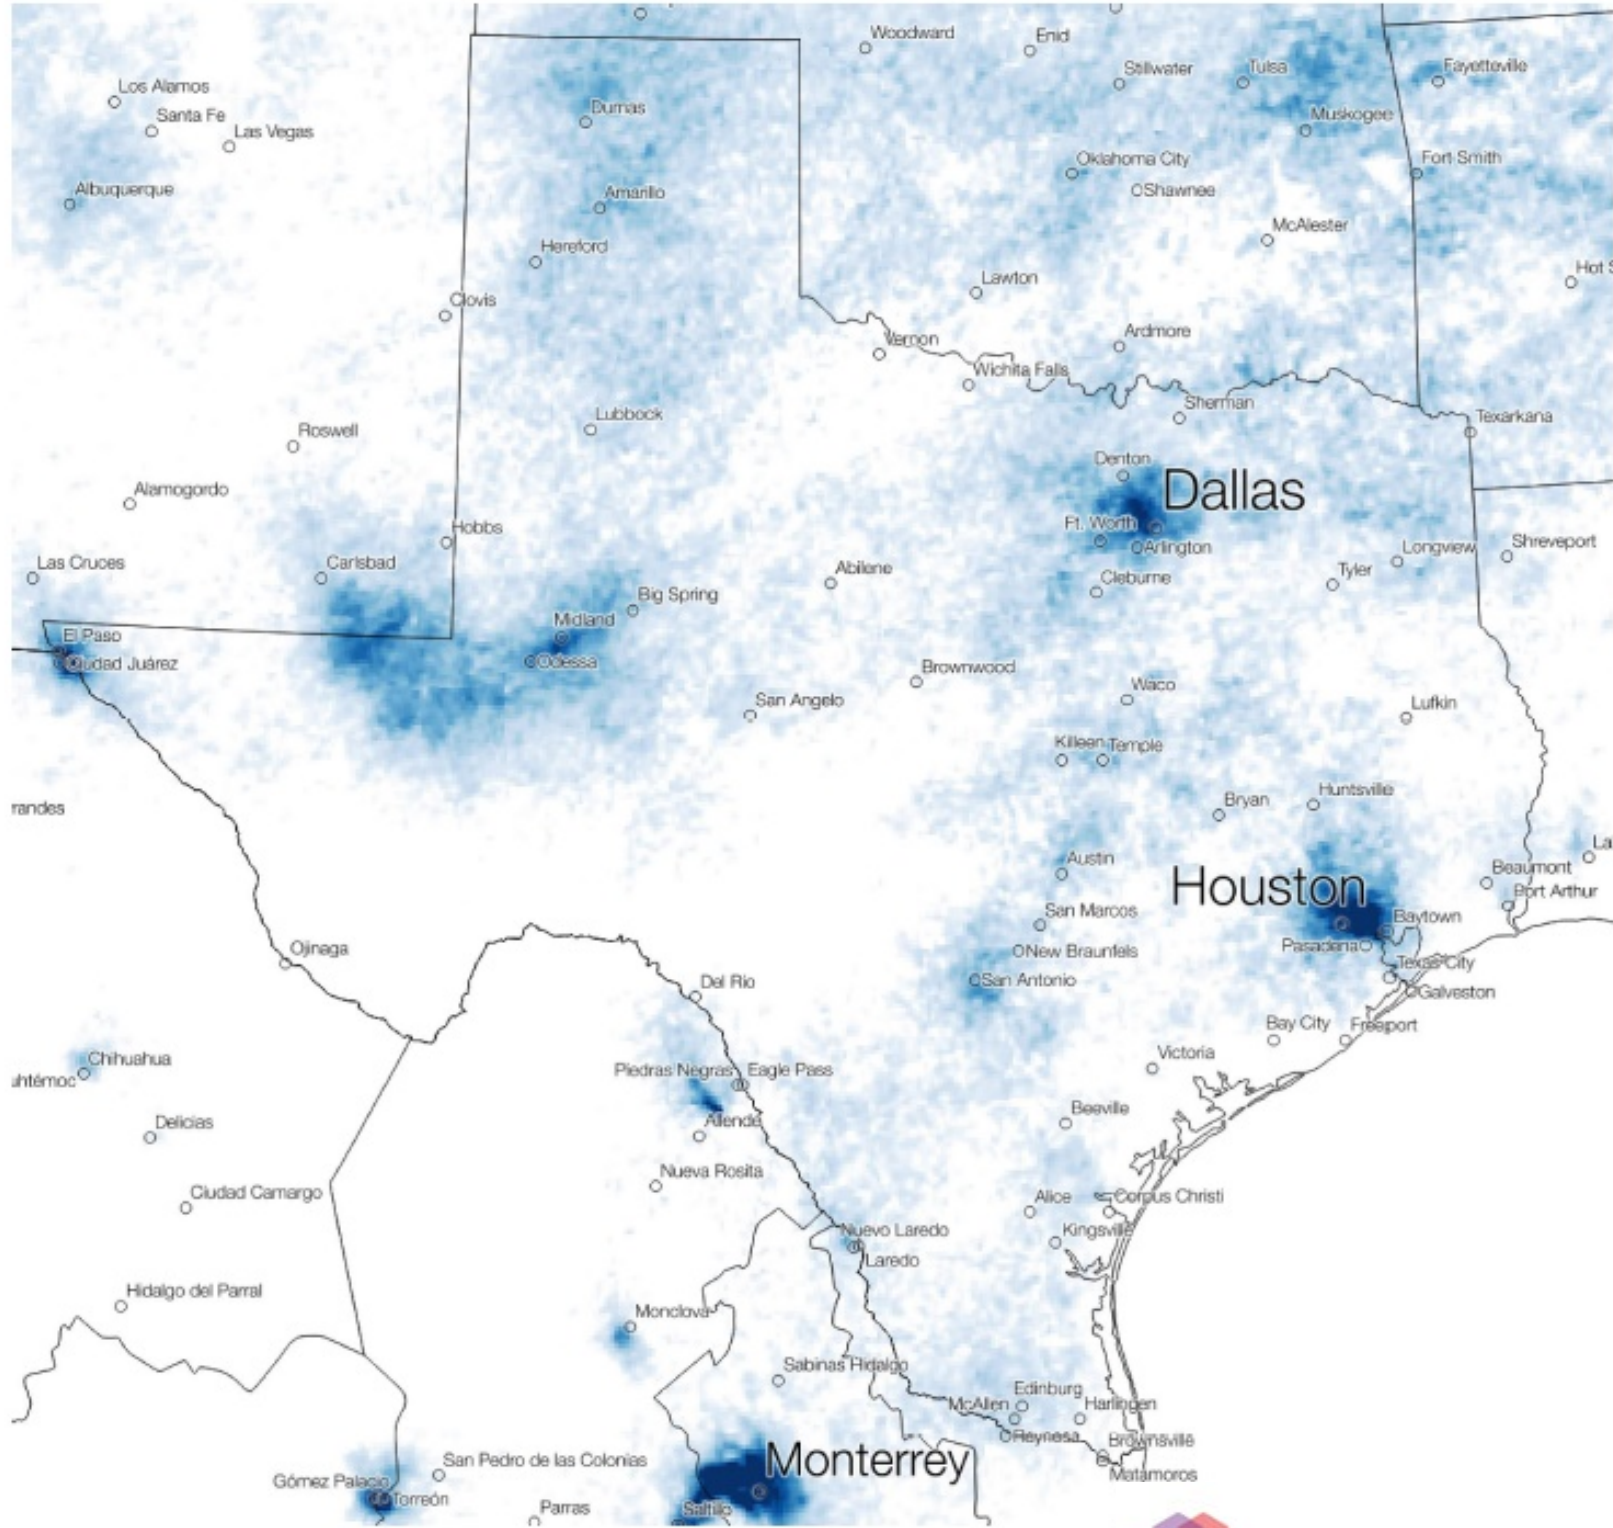 Woodward
Enid
Los Alamos
Stillwater
Tulsa
Fayetteville
Santa Fe
Las Vegas
Dumas
Muskogee
Oklahoma City
Fort Smith
Albuquerque
Amarillo
Shawnee
McAlester
Hereford
Lawton
Hot S
Clovis
Vernon
Ardmore
Wichita Falls
Sherman
Lubbock
Texarkana
Roswell
Denton
Alamogordo
Dallas
Hobbs
Ft. Worth
Arlington
Longview
Shreveport
Las Cruces
Carlsbad
Abilene
Cleburne
Tyler
Big Spring
Midland
El Paso
Ciudad Juárez
Odessa
Brownwood
Waco
San Angelo
Lufkin
Killeen
Temple
randes
Bryan
Huntsville
La
Austin
Beaumont
Houston
Port Arthur
San Marcos
Baytown
Ojinaga
New Braunfels
Pasadena
Texas City
Del Rio
San Antonio
Galveston
Bay City
Freeport
Chihuahua
Victoria
uhtémoc
Piedras Negras
Eagle Pass
Delicias
Allende
Beeville
Nueva Rosita
Ciudad Camargo
Alice
Corpus Christi
Nuevo Laredo
Kingsville
Laredo
Hidalgo del Parral
Monclova
Sabinas Hidalgo
Edinburg
McAllen
Harlingen
Reynosa
Brownsville
San Pedro de las Colonias
Monterrey
Matamoros
Gómez Palacio
Torreón
Parras
Saltillo